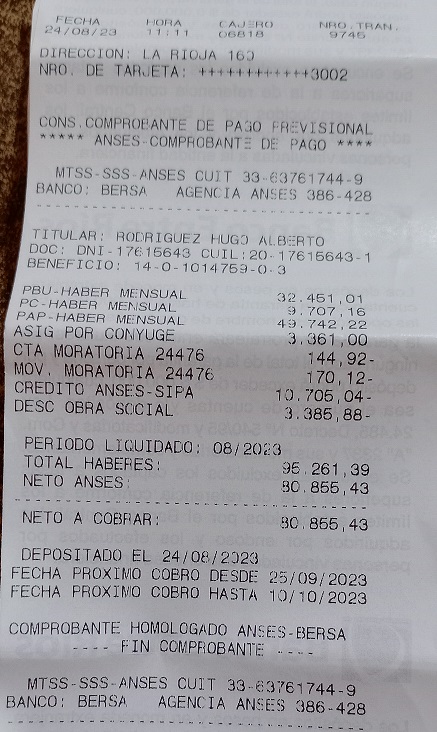 FECHA HORA CAJERO NRO.TRAN.
24/08/23 11:11 06818 9745
DIRECCION: LA RIOJA 160
NRO. DE TARJETA: ++++++++++++3002
CONS.COMPROBANTE DE PAGO PREVISIONAL
***** ANSES-COMPROBANTE DE PAGO ****
MTSS-SSS-ANSES CUIT 33-63761744-9
BANCO: BERSA AGENCIA ANSES 386-428
------------------------------------
TITULAR: RODRIGUEZ HUGO ALBERTO
DOC: DNI-17615643 CUIL:20-17615643-1
BENEFICIO: 14-0-1014759-0-3
PBU-HABER MENSUAL 32.451,01
PC-HABER MENSUAL 9.707,16
PAP-HABER MENSUAL 49.742,22
ASIG POR CONYUGE 3.361,00
CTA MORATORIA 24476 144,92-
MOV. MORATORIA 24476 170,12-
CREDITO ANSES-SIPA 10.705,04-
DESC OBRA SOCIAL 3.385,88-
PERIODO LIQUIDADO: 08/2023
TOTAL HABERES: 95.261,39
NETO ANSES: 80.855,43
------------------------------------
NETO A COBRAR: 80.855,43
DEPOSITADO EL 24/08/2023
FECHA PROXIMO COBRO DESDE 25/09/2023
FECHA PROXIMO COBRO HASTA 10/10/2023
COMPROBANTE HOMOLOGADO ANSES-BERSA
---- FIN COMPROBANTE ----
MTSS-SSS-ANSES CUIT 33-63761744-9
BANCO: BERSA AGENCIA ANSES 386-428
------------------------------------